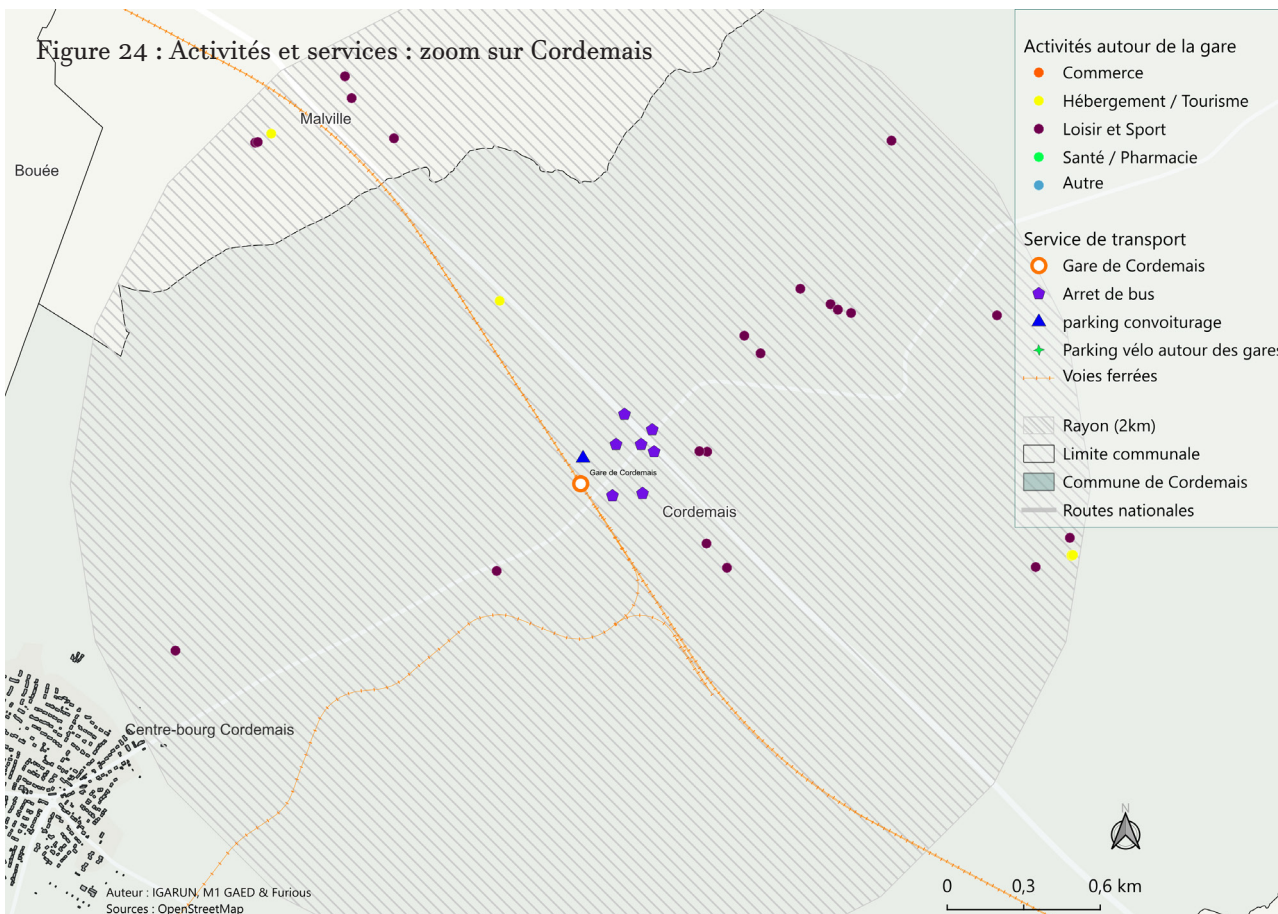 Figure 24 : Activités et services : zoom sur Cordemais
Malville
Bouée
Gare de Cordemais
Cordemais
Centre-bourg Cordemais
Activités autour de la gare
Commerce
Hébergement / Tourisme
Loisir et Sport
Santé / Pharmacie
Autre
Service de transport
Gare de Cordemais
Arret de bus
parking convoiturage
Parking vélo autour des gares
Voies ferrées
Rayon (2km)
Limite communale
Commune de Cordemais
Routes nationales
N
0 0,3 0,6 km
Auteur : IGARUN, M1 GAED & Furious
Sources : OpenStreetMap